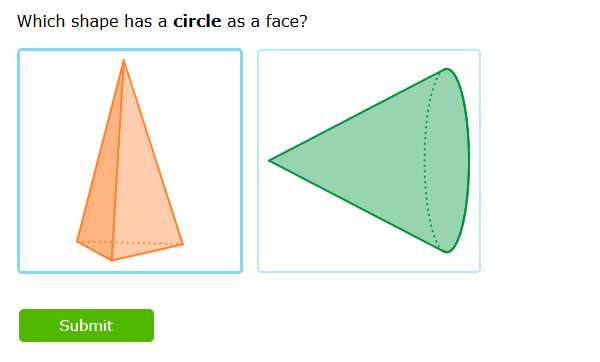 Which shape has a circle as a face?
Submit